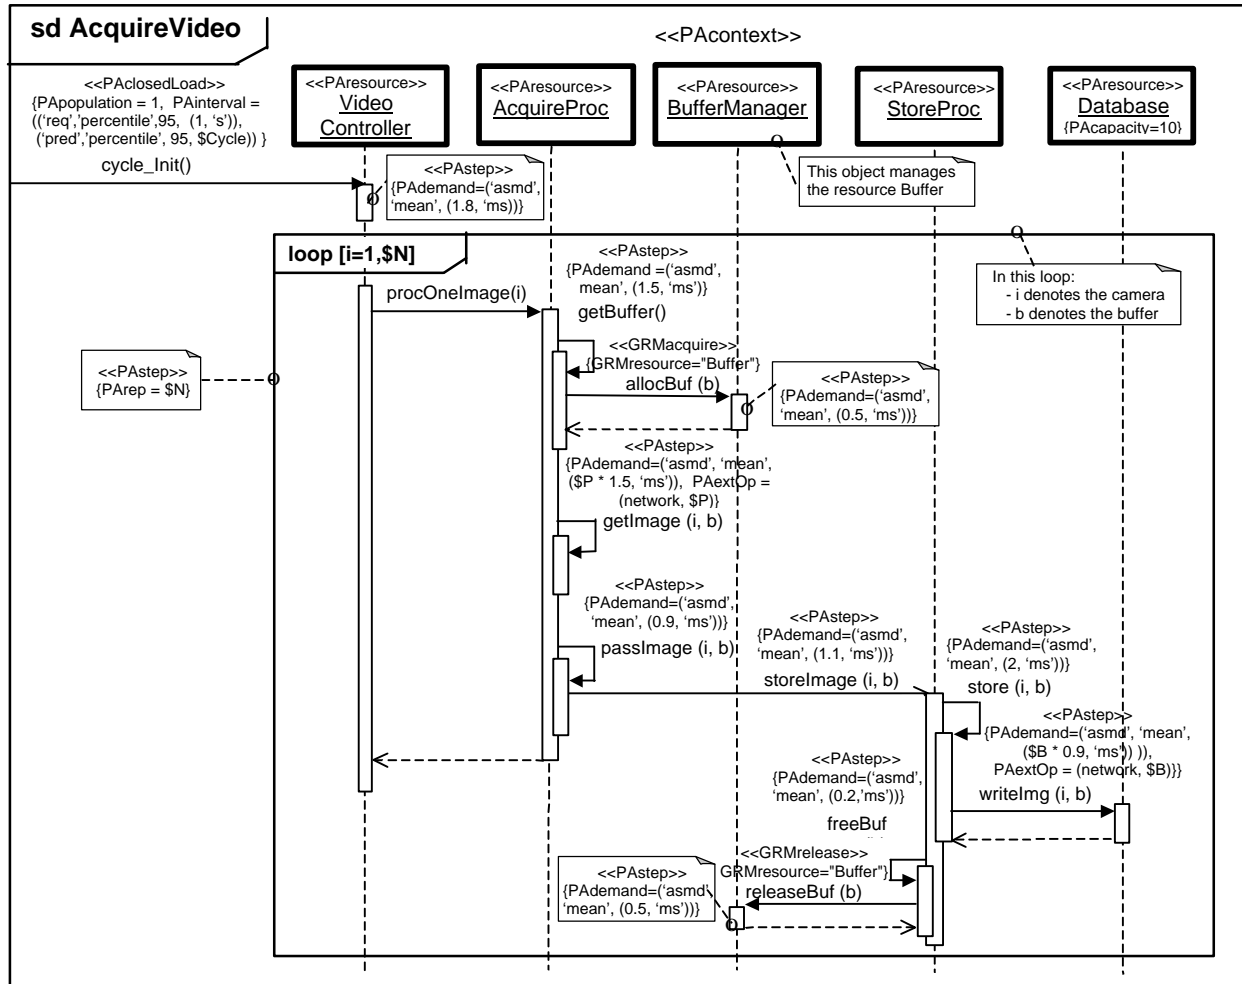 sd AcquireVideo
<<PAcontext>>
<<PAclosedLoad>>
{PApopulation = 1, PAinterval =
((‘req’,’percentile’,95, (1, ‘s’)),
(‘pred’,’percentile’, 95, $Cycle)) }
cycle_Init()
<<PAresource>>
Video
Controller
<<PAresource>>
AcquireProc
<<PAresource>>
BufferManager
<<PAresource>>
StoreProc
<<PAresource>>
Database
{PAcapacity=10}
<<PAstep>>
{PAdemand=(‘asmd’,
‘mean’, (1.8, ‘ms’))}
This object manages
the resource Buffer
loop [i=1,$N]
In this loop:
- i denotes the camera
- b denotes the buffer
<<PAstep>>
{PArep = $N}
procOneImage(i)
<<PAstep>>
{PAdemand =(‘asmd’,
mean’, (1.5, ‘ms’)}
getBuffer()
<<GRMacquire>>
{GRMresource="Buffer"}
allocBuf (b)
<<PAstep>>
{PAdemand=(‘asmd’,
‘mean’, (0.5, ‘ms’))}
<<PAstep>>
{PAdemand=(‘asmd’, ‘mean’,
($P * 1.5, ‘ms’)), PAextOp =
(network, $P)}
getImage (i, b)
<<PAstep>>
{PAdemand=(‘asmd’,
‘mean’, (0.9, ‘ms’))}
passImage (i, b)
<<PAstep>>
{PAdemand=(‘asmd’,
‘mean’, (1.1, ‘ms’))}
storeImage (i, b)
<<PAstep>>
{PAdemand=(‘asmd’,
‘mean’, (2, ‘ms’))}
store (i, b)
<<PAstep>>
{PAdemand=(‘asmd’, ‘mean’,
($B * 0.9, ‘ms’)) )),
PAextOp = (network, $B)}}
writeImg (i, b)
<<PAstep>>
{PAdemand=(‘asmd’,
‘mean’, (0.2,’ms’))}
freeBuf
<<GRMrelease>>
GRMresource="Buffer"}
releaseBuf (b)
<<PAstep>>
{PAdemand=(‘asmd’,
‘mean’, (0.5, ‘ms’))}